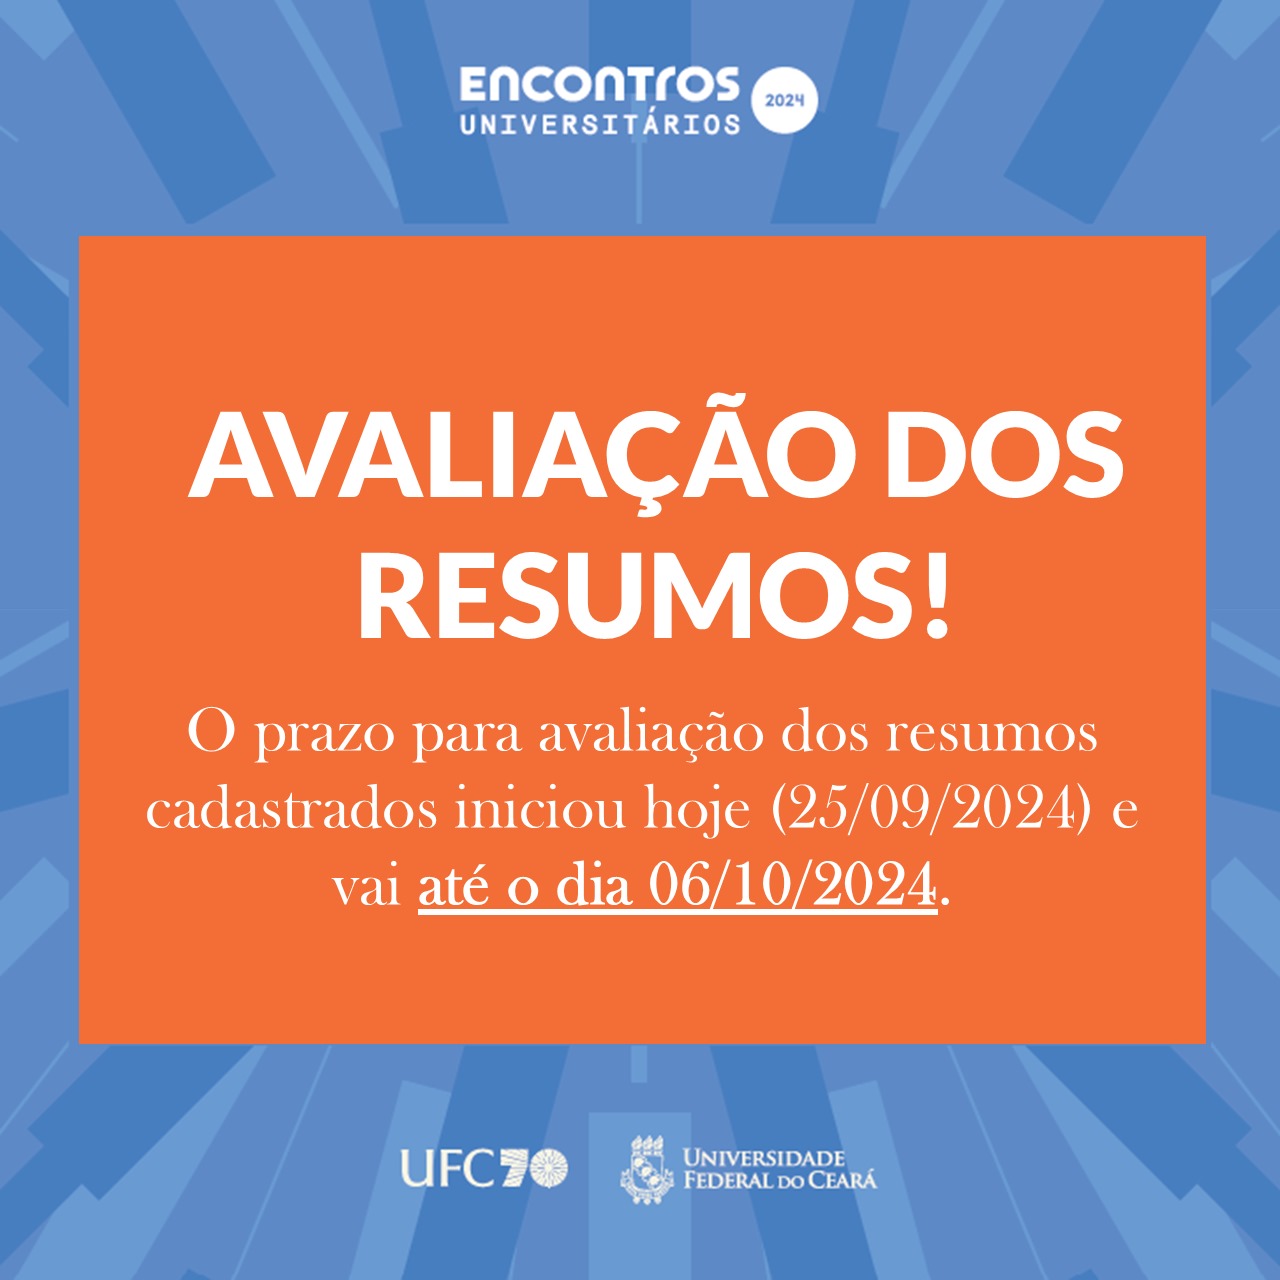 ENCONTROS
UNIVERSITÁRIOS
2024
AVALIAÇÃO DOS
RESUMOS!
O prazo para avaliação dos resumos
cadastrados iniciou hoje (25/09/2024) e
vai até o dia 06/10/2024.
UFC70
UNIVERSIDADE
FEDERAL DO CEARÁ